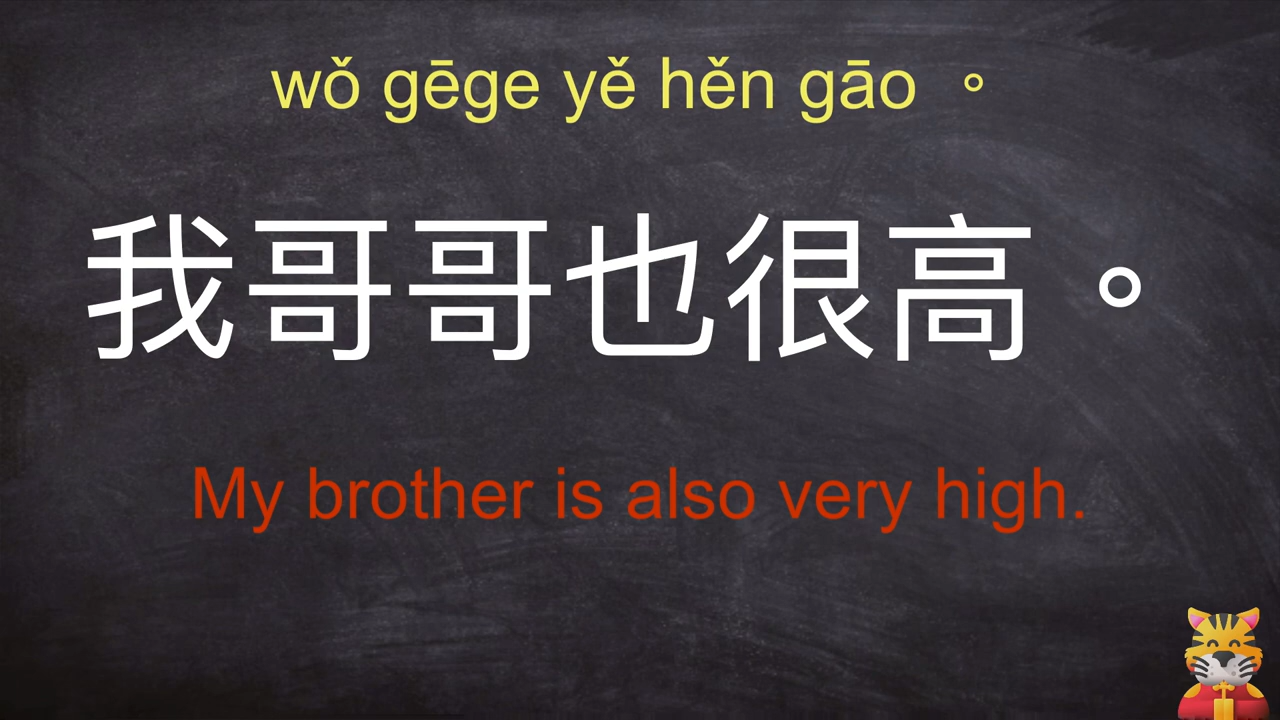 wǒ gēge yě hěn gāo 。
我哥哥也很高。
My brother is also very high.